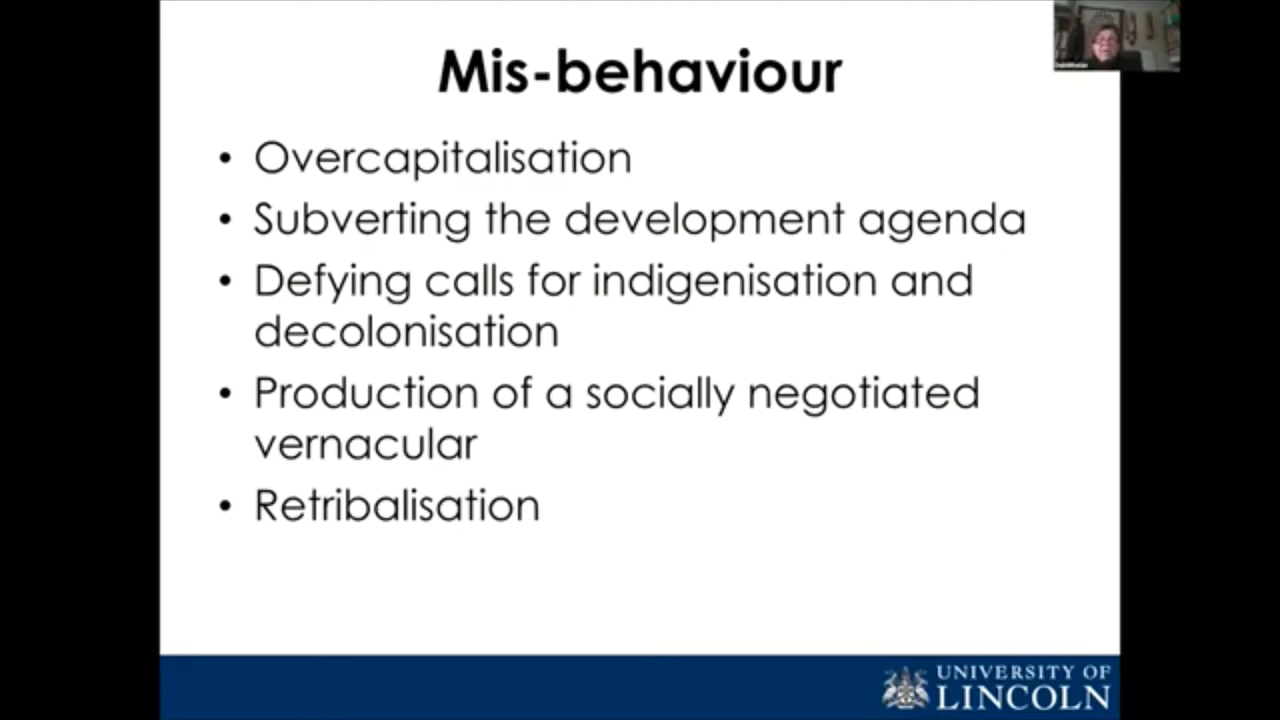 Mis-behaviour
• Overcapitalisation
• Subverting the development agenda
• Defying calls for indigenisation and
decolonisation
• Production of a socially negotiated
vernacular
• Retribalisation
UNIVERSITY OF
LINCOLN